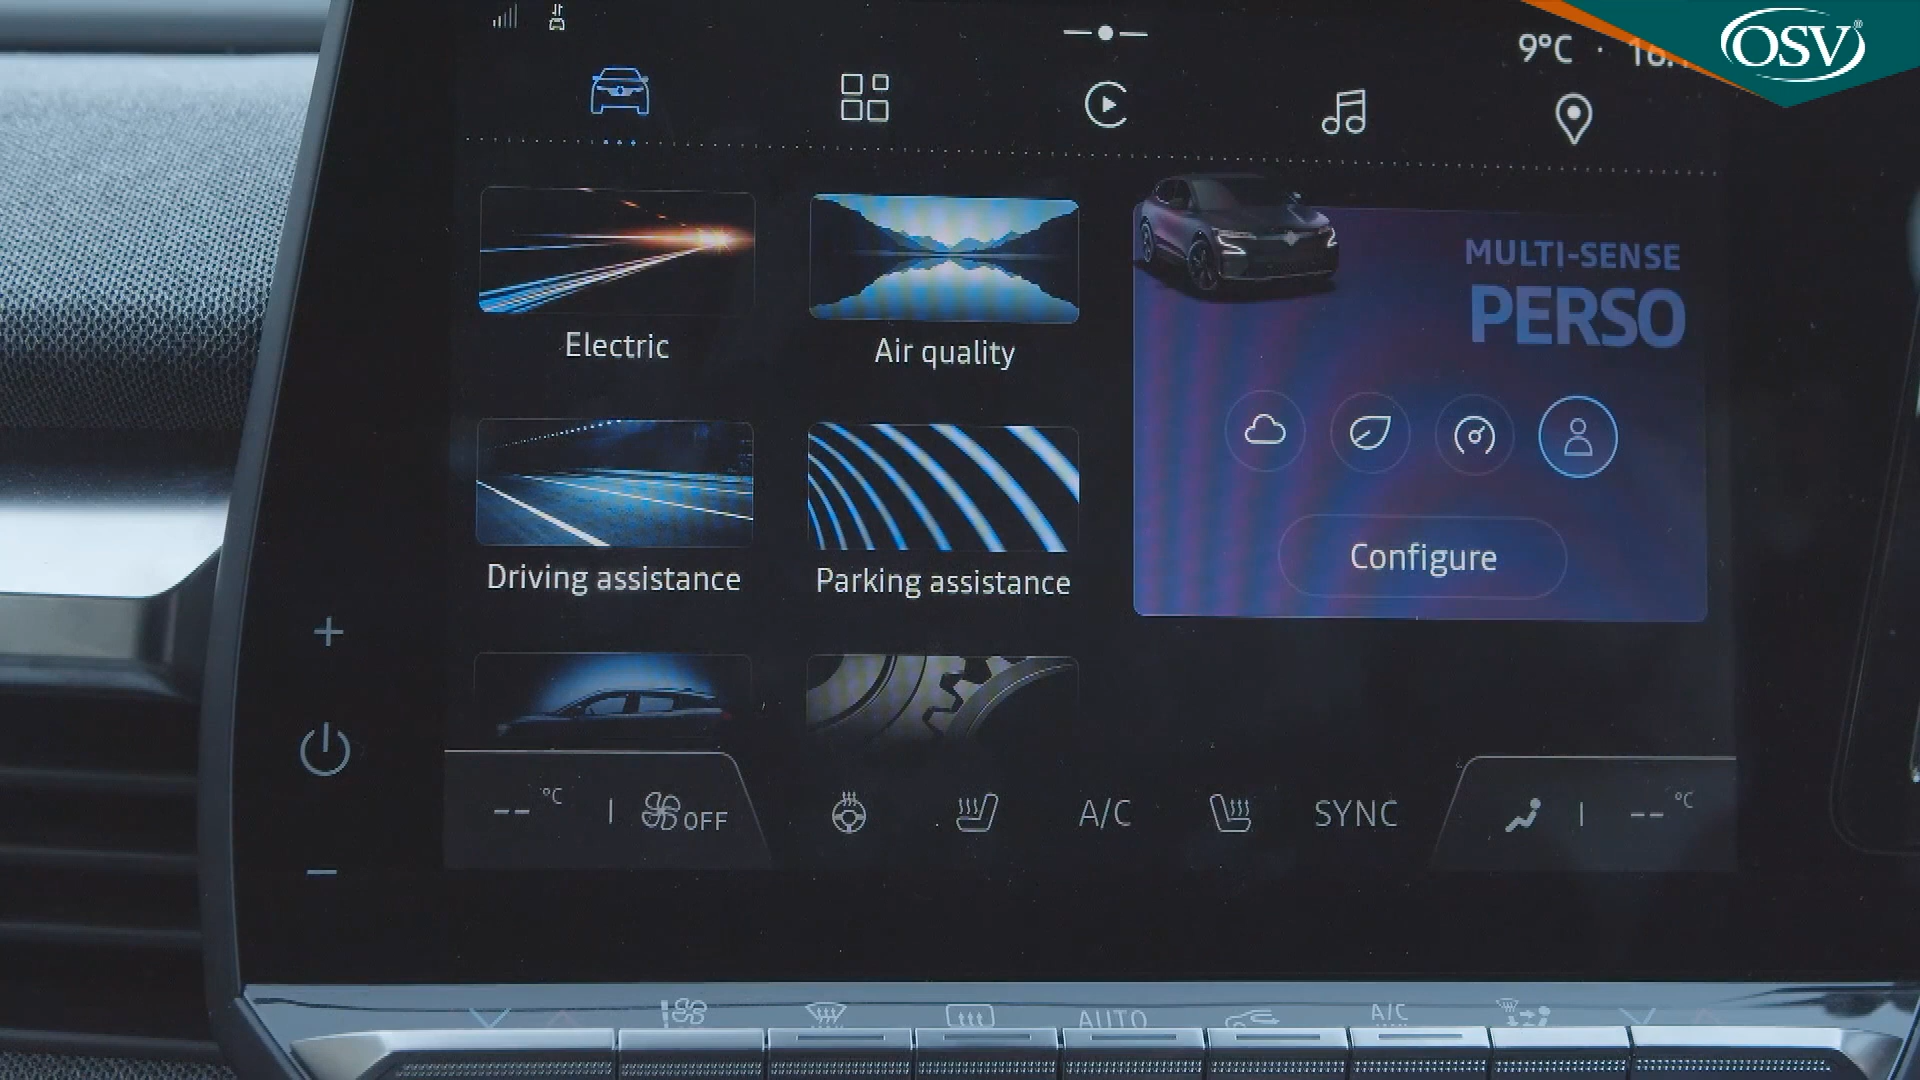 OSV®
9°C
Electric
Air quality
MULTI-SENSE
PERSO
Driving assistance
Parking assistance
Configure
-- °C
OFF
A/C
SYNC
-- °C
AUTO
A/C